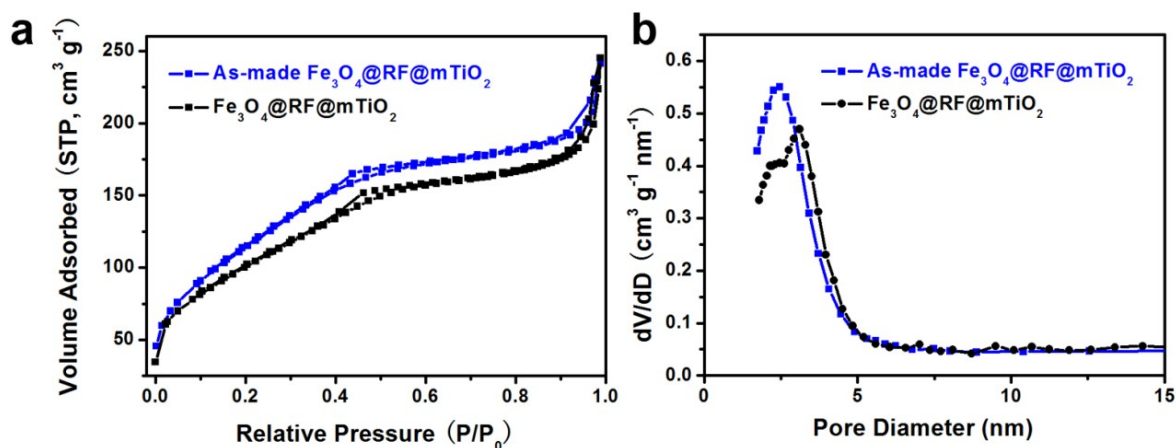 a
Volume Adsorbed (STP, cm³ g⁻¹)
250
200
150
100
50
As-made Fe₃O₄@RF@mTiO₂
Fe₃O₄@RF@mTiO₂
0.0 0.2 0.4 0.6 0.8 1.0
Relative Pressure (P/P₀)
b
dV/dD (cm³ g⁻¹ nm⁻¹)
0.6
0.5
0.4
0.3
0.2
0.1
0.0
As-made Fe₃O₄@RF@mTiO₂
Fe₃O₄@RF@mTiO₂
0 5 10 15
Pore Diameter (nm)